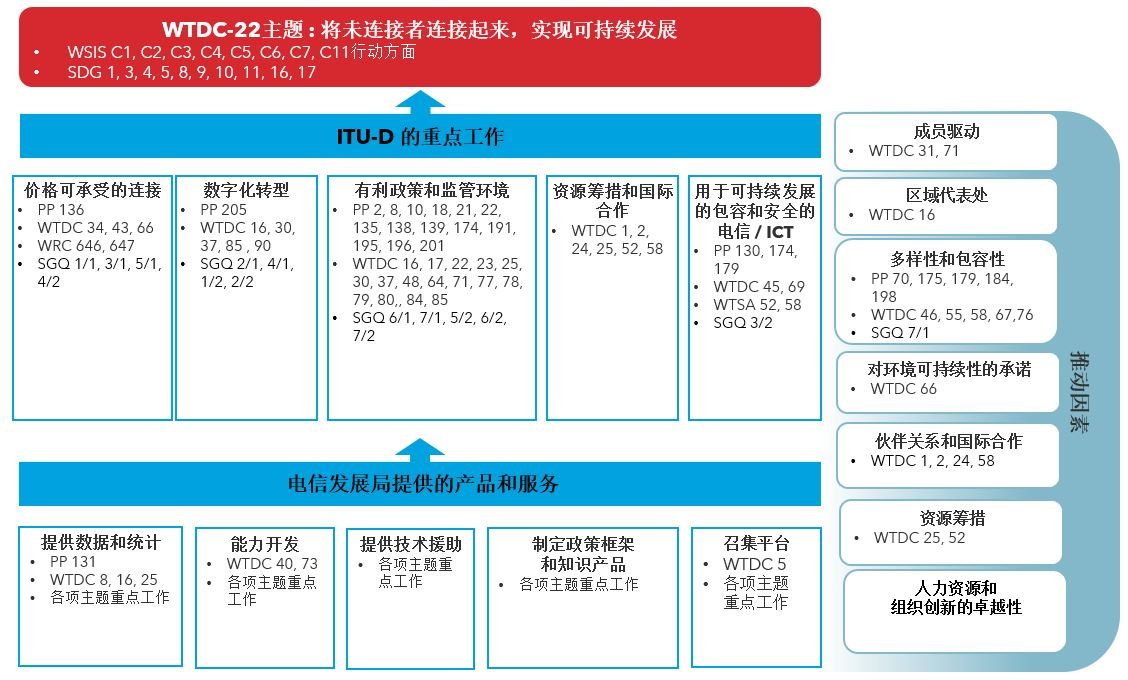 WTDC-22主题：将未连接者连接起来，实现可持续发展
• WSIS C1, C2, C3, C4, C5, C6, C7, C11行动方面
• SDG 1, 3, 4, 5, 8, 9, 10, 11, 16, 17
ITU-D 的重点工作
价格可承受的连接
• PP 136
• WTDC 34, 43, 66
• WRC 646, 647
• SGQ 1/1, 3/1, 5/1,
4/2
数字化转型
• PP 205
• WTDC 16, 30,
37, 85 , 90
• SGQ 2/1, 4/1,
1/2, 2/2
有利政策和监管环境
• PP 2, 8, 10, 18, 21, 22,
135, 138, 139, 174, 191,
195, 196, 201
• WTDC 16, 17, 22, 23, 25,
30, 37, 48, 64, 71, 77, 78,
79, 80,, 84, 85
• SGQ 6/1, 7/1, 5/2, 6/2,
7/2
资源筹措和国际
合作
• WTDC 1, 2,
24, 25, 52, 58
用于可持续发展
的包容和安全的
电信 / ICT
• PP 130, 174,
179
• WTDC 45, 69
• WTSA 52, 58
• SGQ 3/2
电信发展局提供的产品和服务
提供数据和统计
• PP 131
• WTDC 8, 16, 25
• 各项主题重点工作
能力开发
• WTDC 40, 73
• 各项主题重点
工作
提供技术援助
• 各项主题重
点工作
制定政策框架
和知识产品
• 各项主题重点工作
召集平台
• WTDC 5
• 各项主题
重点工作
成员驱动
• WTDC 31, 71
区域代表处
• WTDC 16
多样性和包容性
• PP 70, 175, 179, 184,
198
• WTDC 46, 55, 58, 67,76
• SGQ 7/1
对环境可持续性的承诺
• WTDC 66
伙伴关系和国际合作
• WTDC 1, 2, 24, 58
资源筹措
• WTDC 25, 52
人力资源和
组织创新的卓越性
推动因素